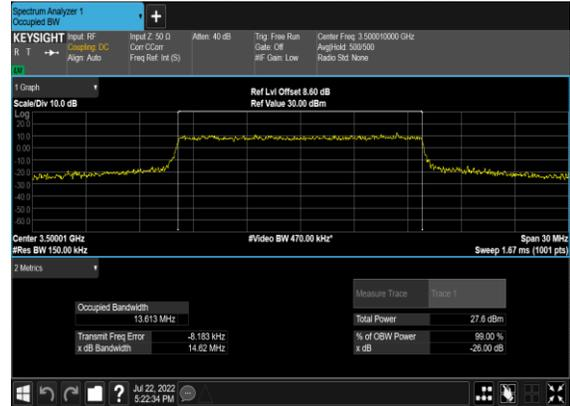 Spectrum Analyzer 1
Occupied BW
+
KEYSIGHT
R T
LW
Input: RF
Coupling: DC
Align: Auto
Input Z: 50 Ω
Corr CCorr
Freq Ref: Int (S)
Atten: 40 dB
Trig: Free Run
Gate: Off
#IF Gain: Low
Center Freq: 3.500010000 GHz
Avg|Hold: 500/500
Radio Std: None
1 Graph
Scale/Div 10.0 dB
Ref Lvl Offset 8.60 dB
Ref Value 30.00 dBm
Log
20.0
10.0
0.00
-10.0
-20.0
-30.0
-40.0
-50.0
-60.0
Center 3.50001 GHz
#Res BW 150.00 kHz
#Video BW 470.00 kHz*
Span 30 MHz
Sweep 1.67 ms (1001 pts)
2 Metrics
Measure Trace
Trace 1
Occupied Bandwidth
13.613 MHz
Total Power
27.6 dBm
Transmit Freq Error
-8.183 kHz
% of OBW Power
99.00 %
x dB Bandwidth
14.62 MHz
x dB
-26.00 dB
?
Jul 22, 2022
5:22:34 PM